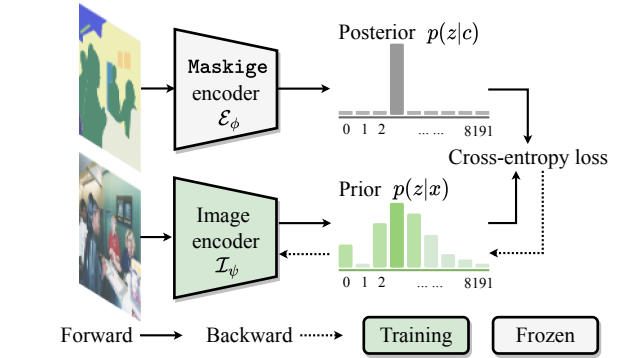 Posterior p(z|c)
Maskige
encoder
ℰ_ϕ
0 1 2 ... ... 8191
Cross-entropy loss
Prior p(z|x)
Image
encoder
ℐ_ψ
0 1 2 ... ... 8191
Forward Backward Training Frozen